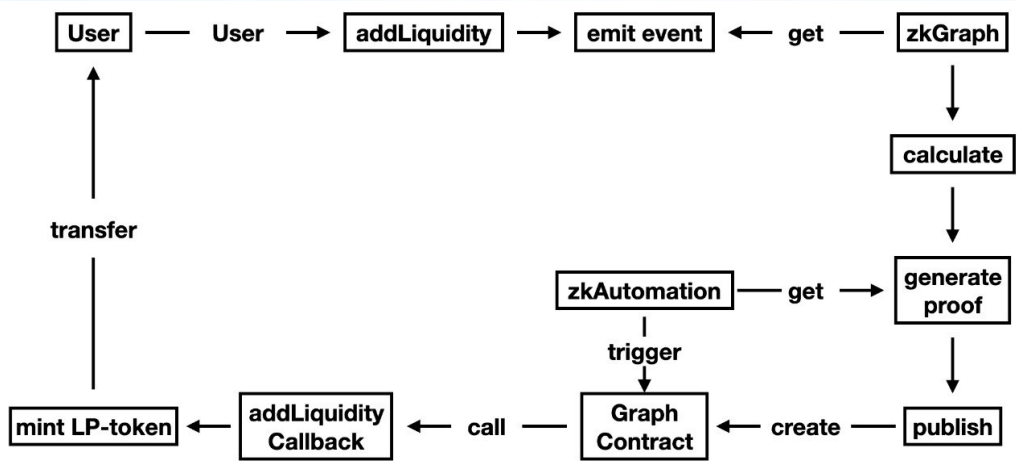 User
User
addLiquidity
emit event
get
zkGraph
calculate
transfer
zkAutomation
get
generate
proof
trigger
mint LP-token
addLiquidity
Callback
call
Graph
Contract
create
publish